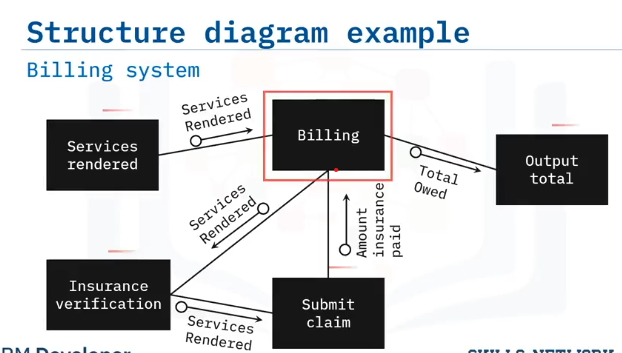 Structure diagram example
Billing system
Services
Rendered
Services
rendered
Billing
Output
total
Total
Owed
Services
Rendered
Amount
insurance
paid
Insurance
verification
Submit
claim
Services
Rendered
BM Developer
SKILLS NETWORK